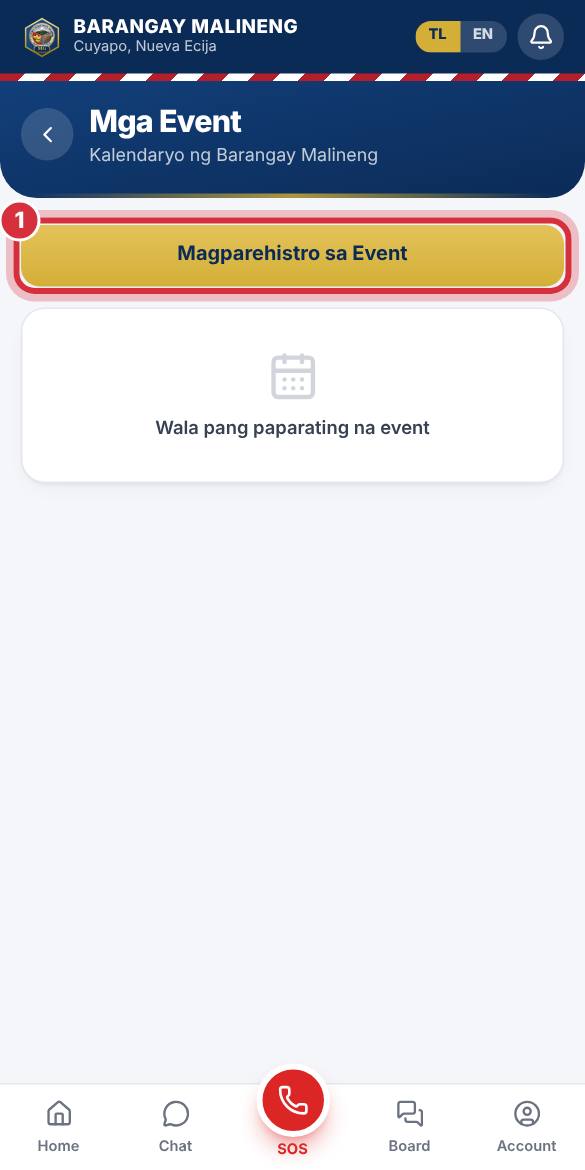 BARANGAY MALINENG
Cuyapo, Nueva Ecija
TL EN
Mga Event
Kalendaryo ng Barangay Malineng
1
Magparehistro sa Event
Wala pang paparating na event
Home Chat SOS Board Account